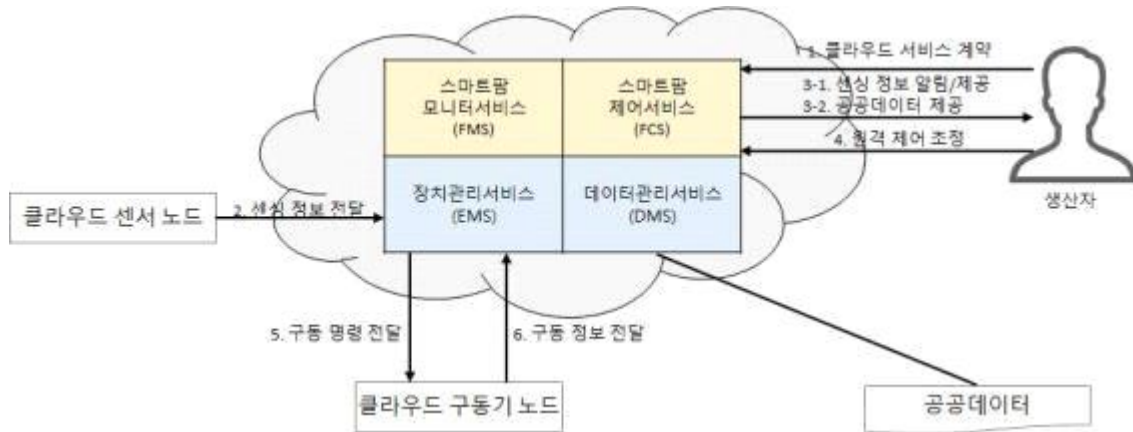 1. 클라우드 서비스 계약
스마트팜
모니터서비스
(FMS)
스마트팜
제어서비스
(FCS)
3-1. 센싱 정보 알림/제공
3-2. 공공데이터 제공
4. 원격 제어 조정
장치관리서비스
(EMS)
데이터관리서비스
(DMS)
생산자
클라우드 센서 노드
2. 센싱 정보 전달
5. 구동 명령 전달
6. 구동 정보 전달
클라우드 구동기 노드
공공데이터